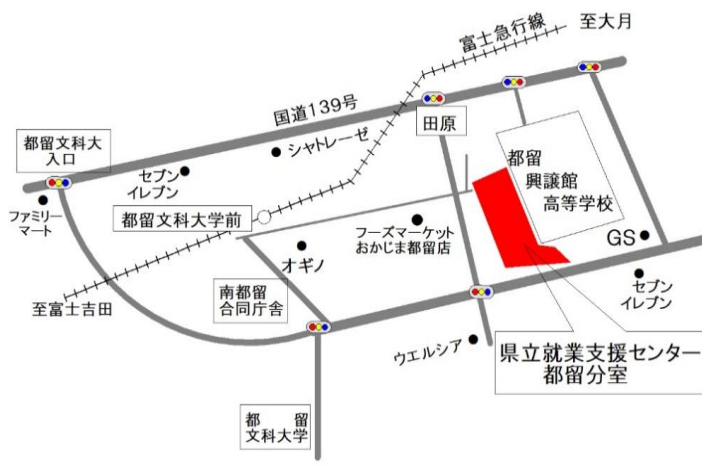 富士急行線
至大月
国道139号
田原
都留文科大
入口
シャトレーゼ
セブン
イレブン
都留
興譲館
高等学校
ファミリー
マート
都留文科大学前
フーズマーケット
おかじま都留店
GS
オギノ
至富士吉田
南都留
合同庁舎
セブン
イレブン
ウエルシア
県立就業支援センター
都留分室
都　留
文科大学